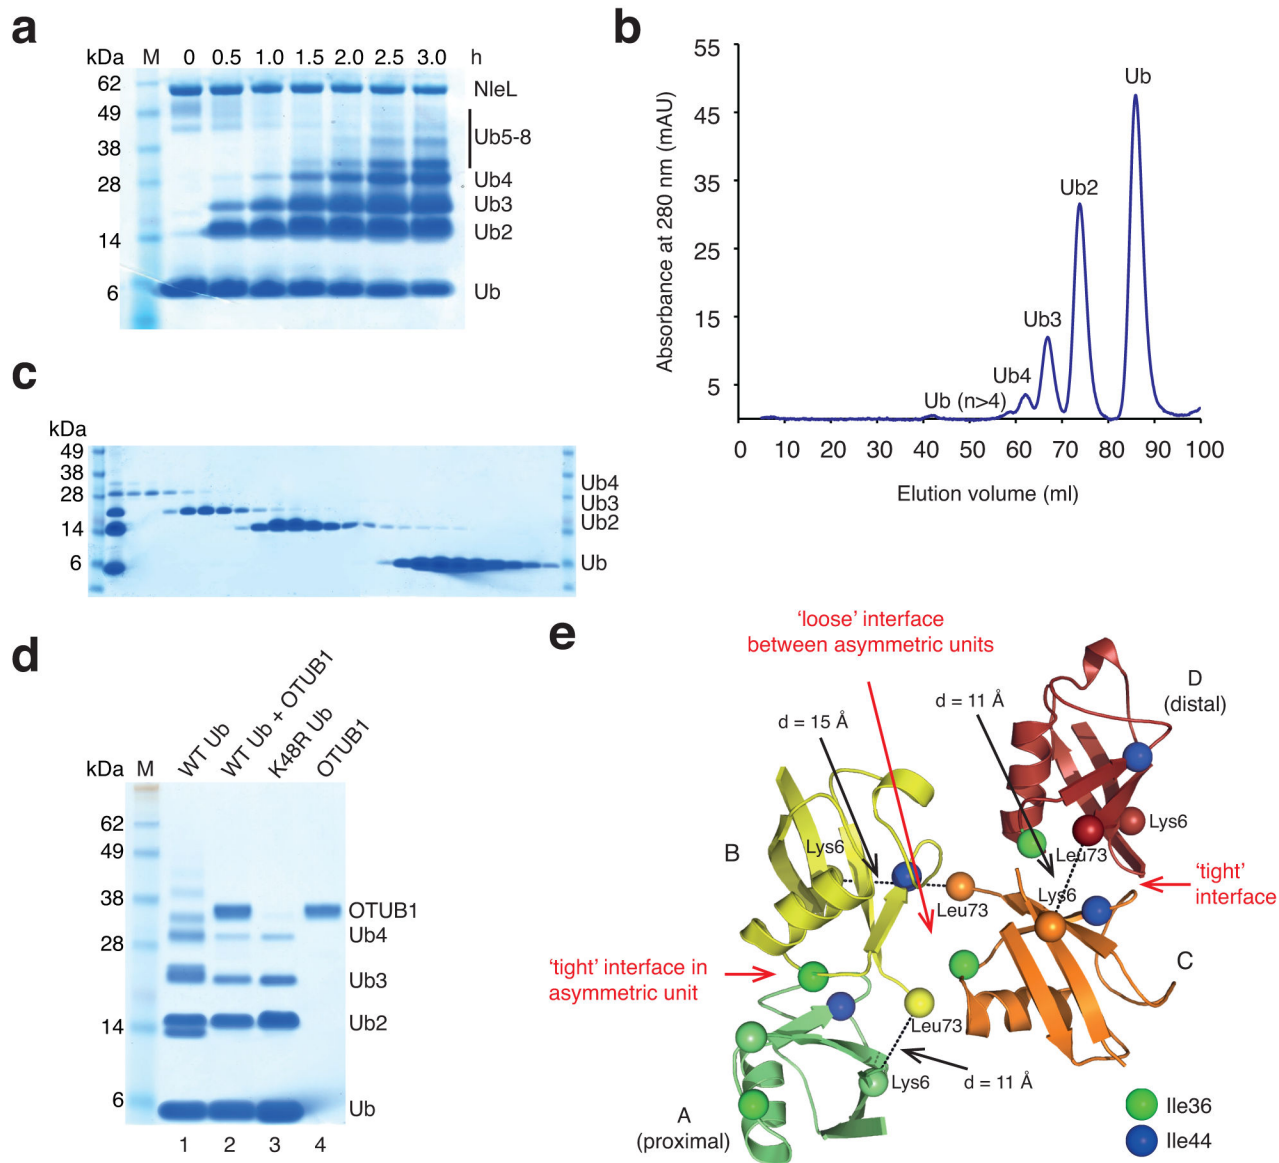 a
kDa M 0 0.5 1.0 1.5 2.0 2.5 3.0 h
62
49
38
28
14
6
NleL
Ub5-8
Ub4
Ub3
Ub2
Ub
b
Absorbance at 280 nm (mAU)
55
45
35
25
15
5
0 10 20 30 40 50 60 70 80 90 100
Elution volume (ml)
Ub (n>4)
Ub4
Ub3
Ub2
Ub
c
kDa
49
38
28
14
6
Ub4
Ub3
Ub2
Ub
d
kDa M WT Ub WT Ub + OTUB1 K48R Ub OTUB1
62
49
38
28
14
6
OTUB1
Ub4
Ub3
Ub2
Ub
1 2 3 4
e
'loose' interface
between asymmetric units
d = 15 Å
d = 11 Å
D
(distal)
B
Lys6
Leu73
Lys6
Leu73
Lys6
'tight'
interface
C
'tight' interface in
asymmetric unit
Leu73
Lys6
d = 11 Å
A
(proximal)
Ile36
Ile44